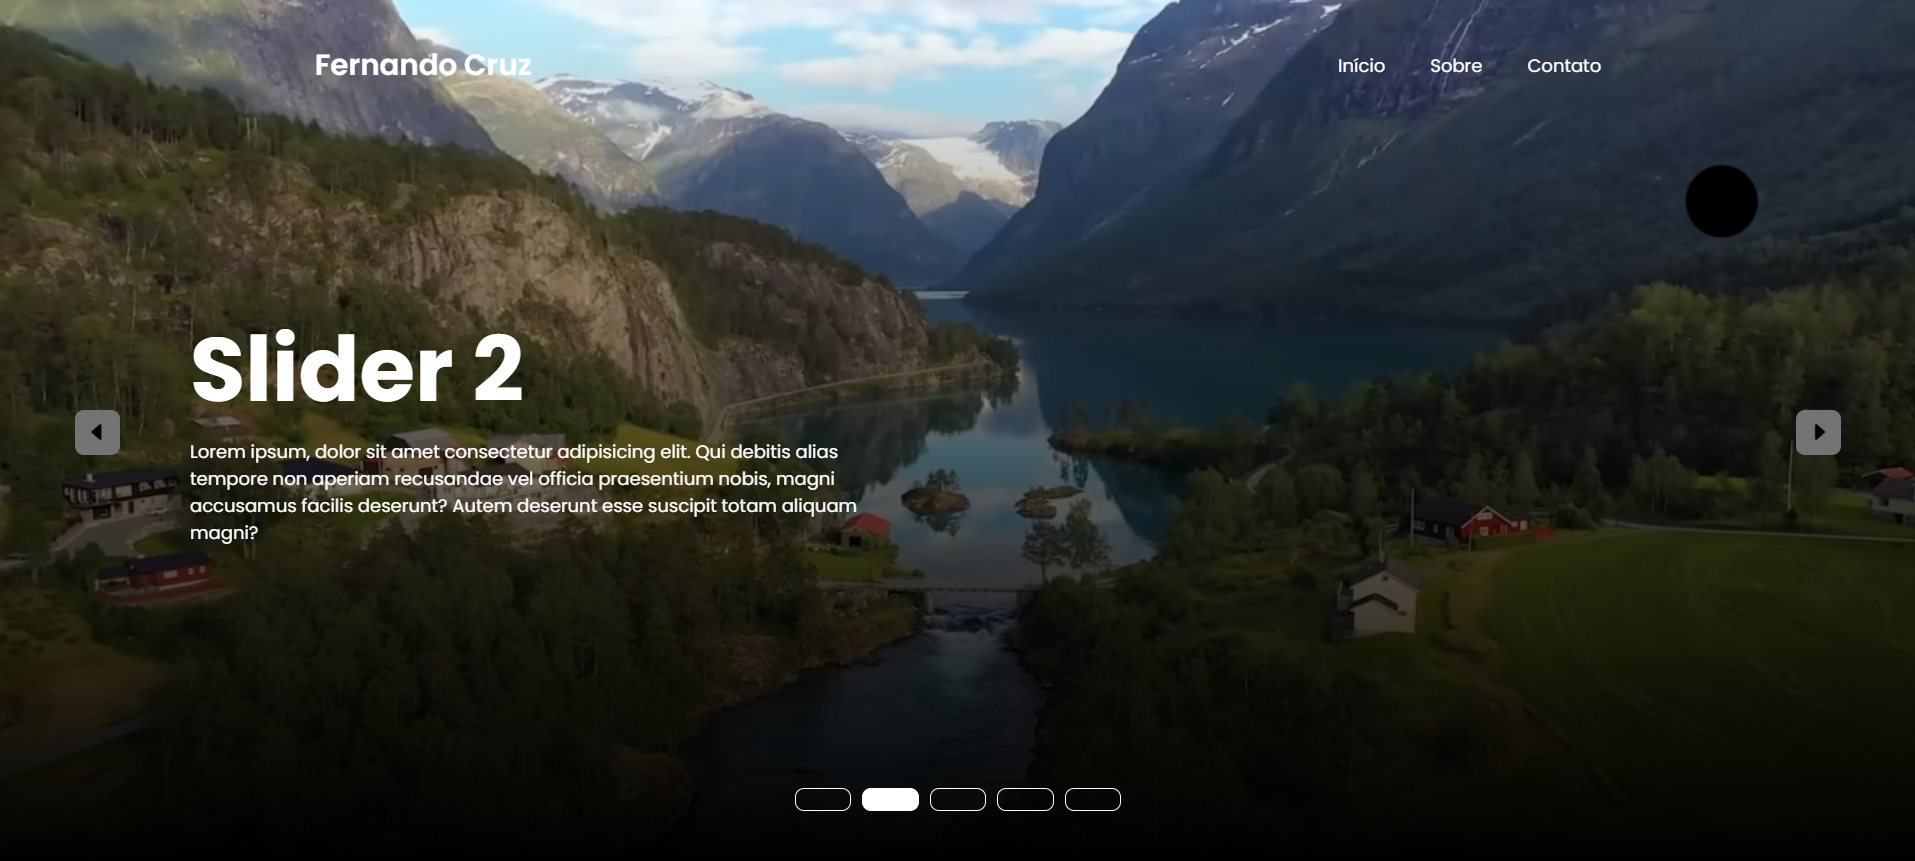 Fernando Cruz
Início Sobre Contato
Slider 2
Lorem ipsum, dolor sit amet consectetur adipisicing elit. Qui debitis alias
tempore non aperiam recusandae vel officia praesentium nobis, magni
accusamus facilis deserunt? Autem deserunt esse suscipit totam aliquam
magni?